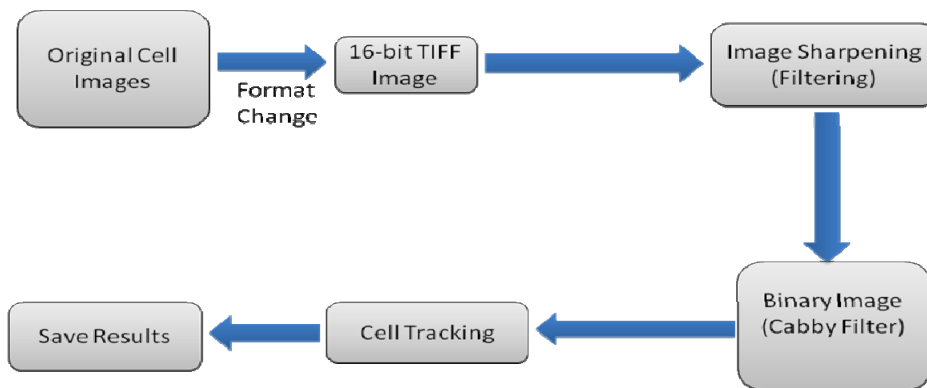 Original Cell
Images
Format
Change
16-bit TIFF
Image
Image Sharpening
(Filtering)
Binary Image
(Cabby Filter)
Cell Tracking
Save Results